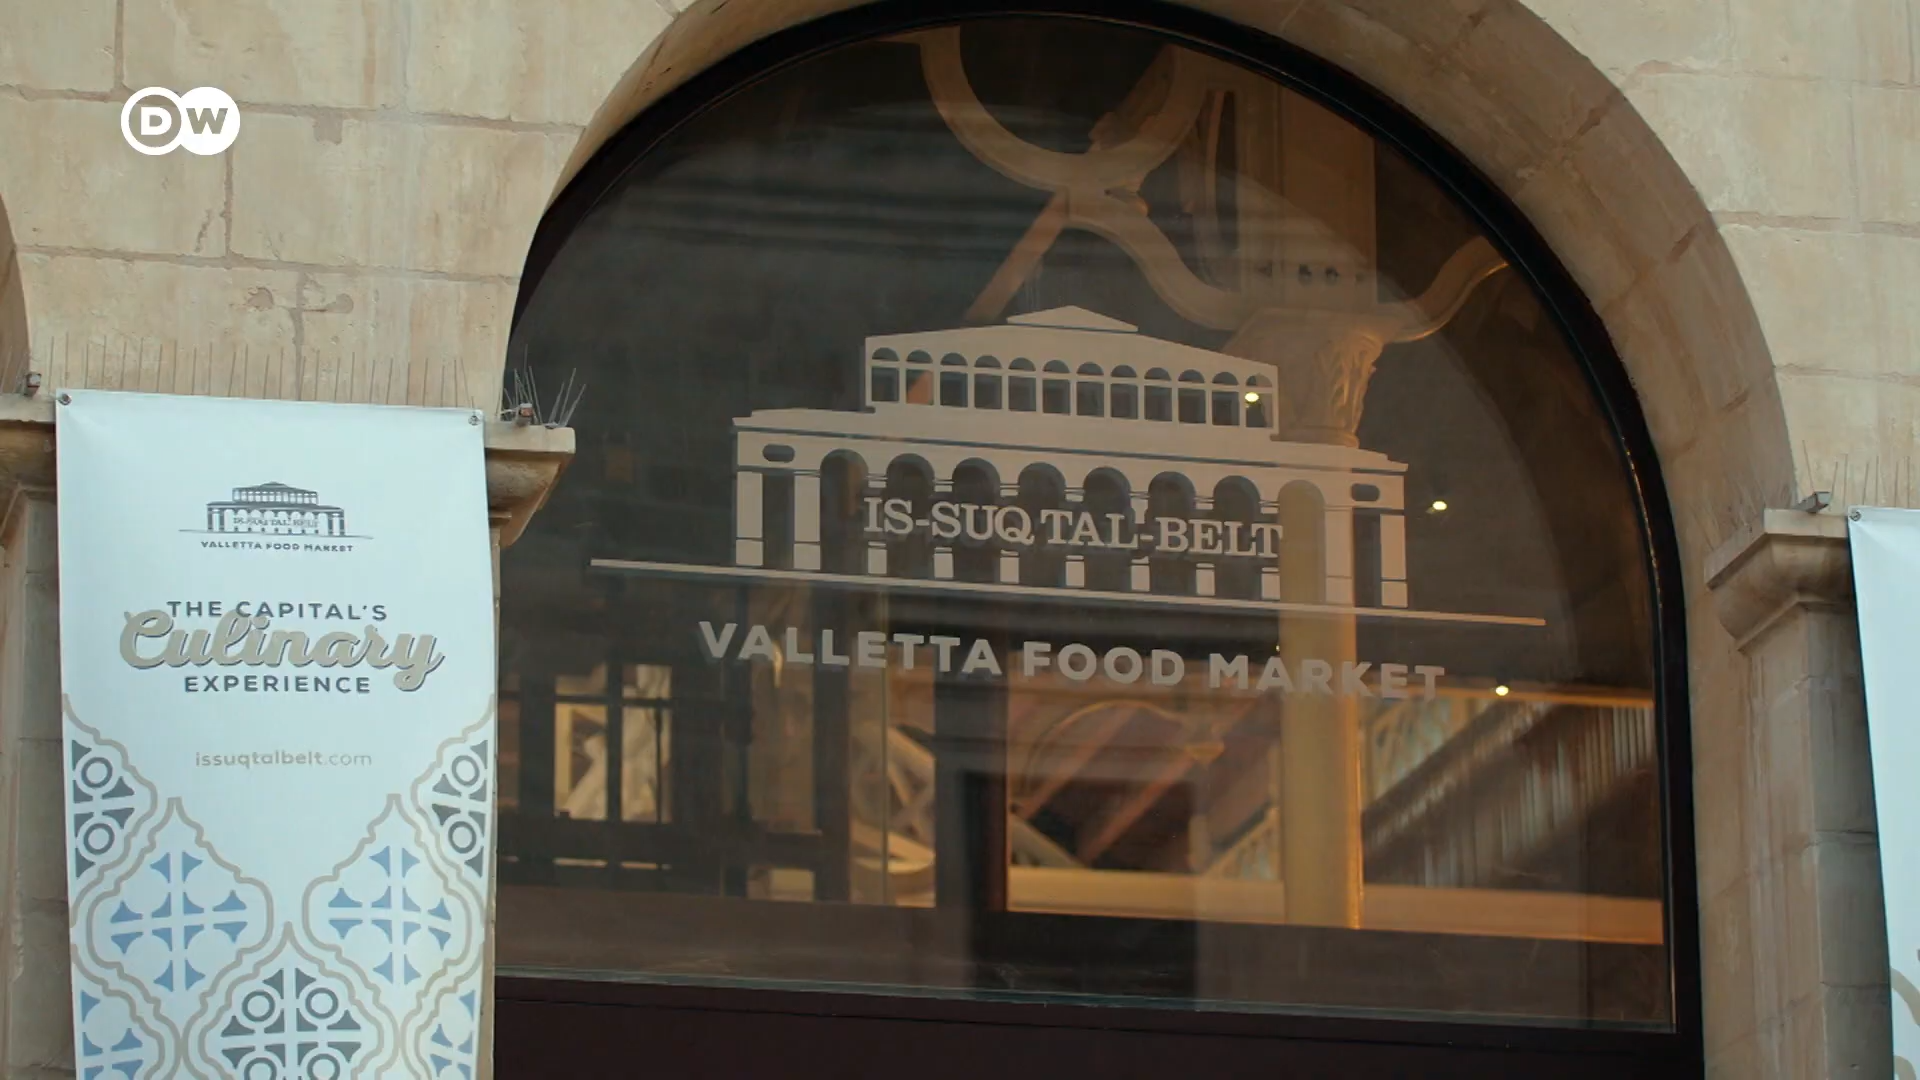 DW
IS-SUQ TAL-BELT
VALLETTA FOOD MARKET
IS-SUQ TAL-BELT
VALLETTA FOOD MARKET
THE CAPITAL'S
Culinary
EXPERIENCE
issuqtalbelt.com